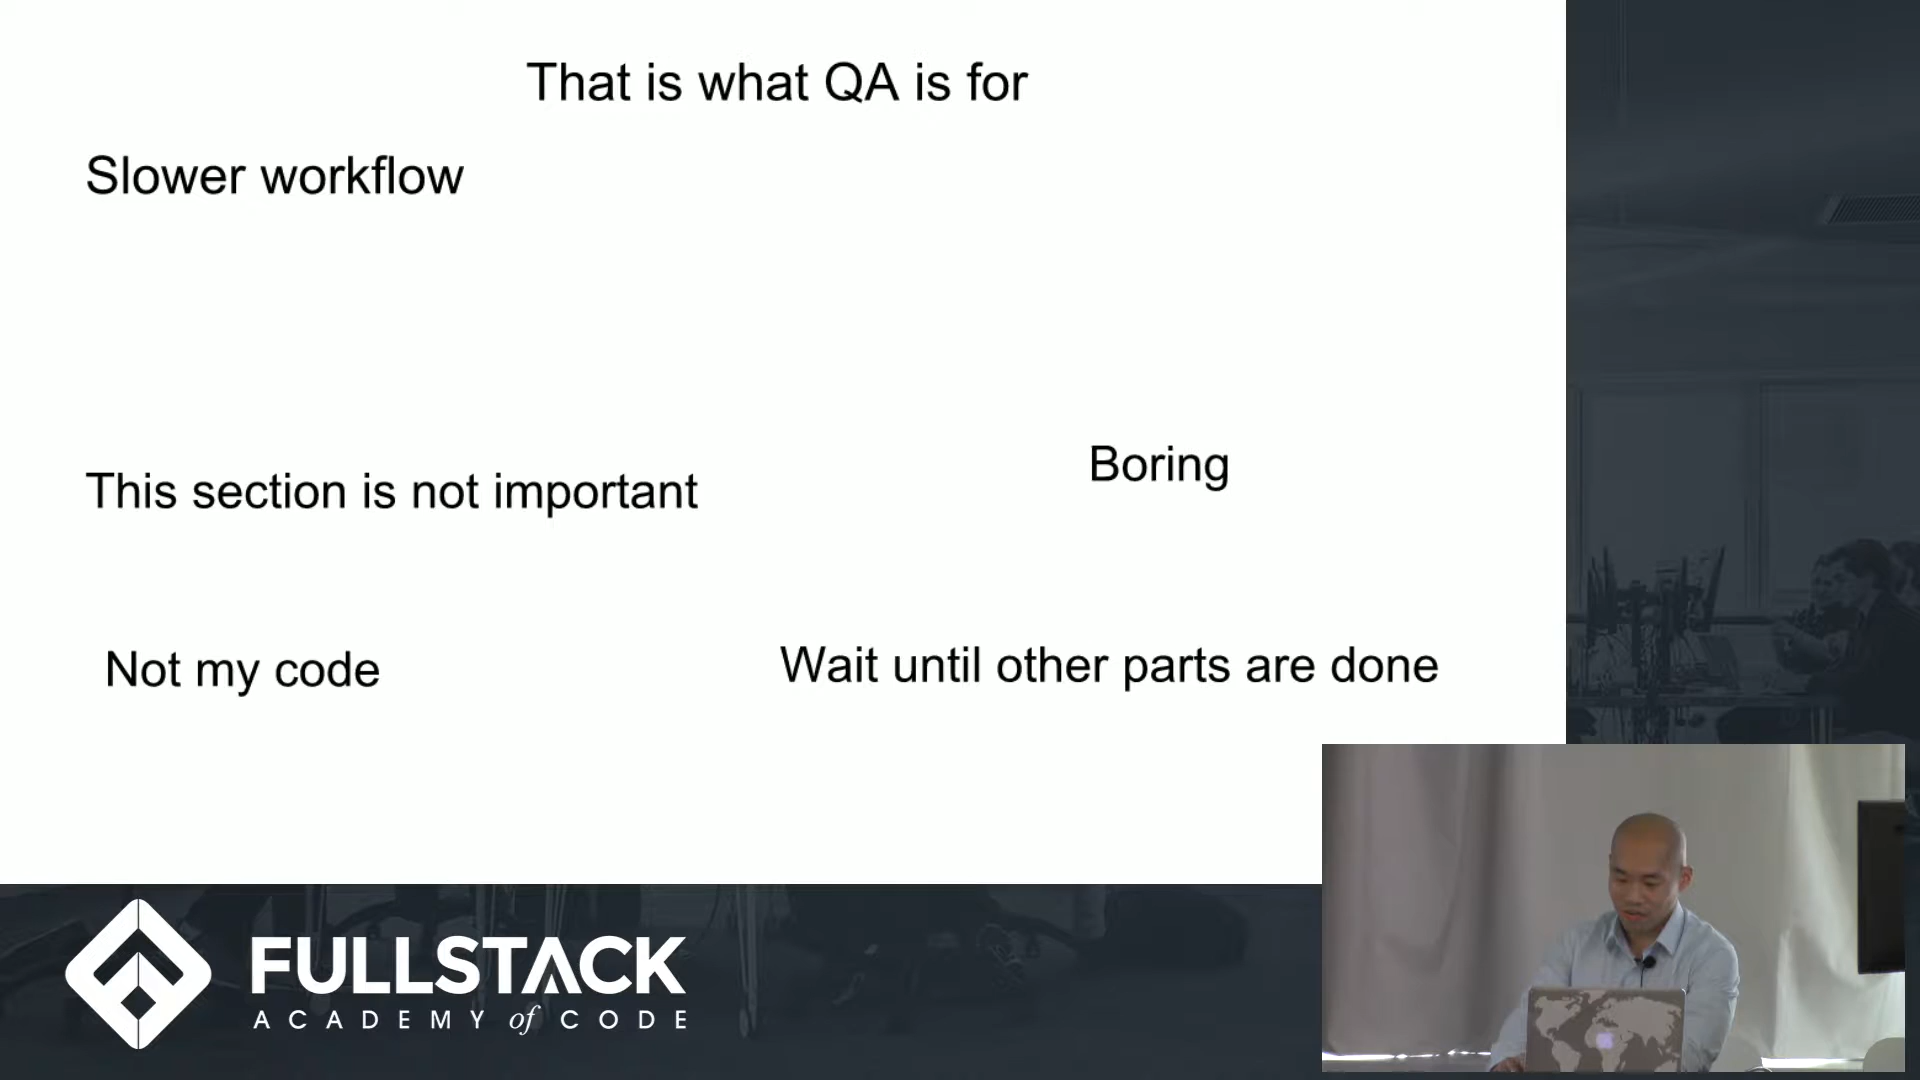 That is what QA is for
Slower workflow
Boring
This section is not important
Wait until other parts are done
Not my code
FULLSTACK
ACADEMY of CODE